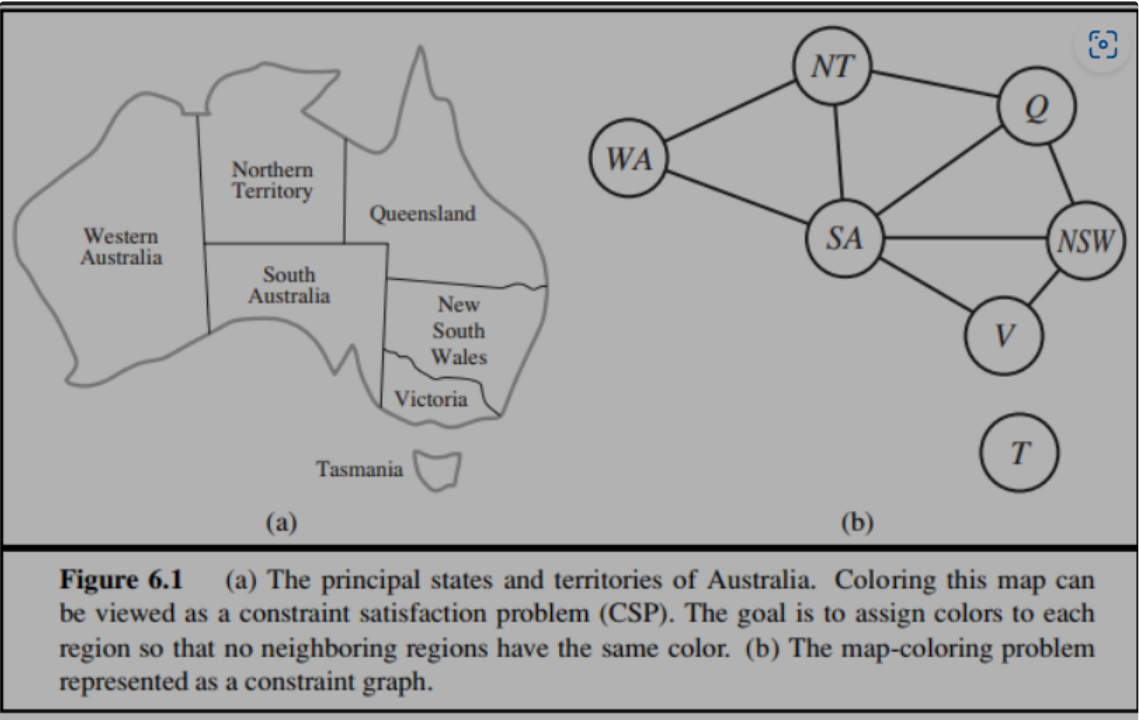 Northern
Territory
Western
Australia
Queensland
South
Australia
New
South
Wales
Victoria
Tasmania
(a)
NT
Q
WA
SA
NSW
V
T
(b)
Figure 6.1 (a) The principal states and territories of Australia. Coloring this map can
be viewed as a constraint satisfaction problem (CSP). The goal is to assign colors to each
region so that no neighboring regions have the same color. (b) The map-coloring problem
represented as a constraint graph.